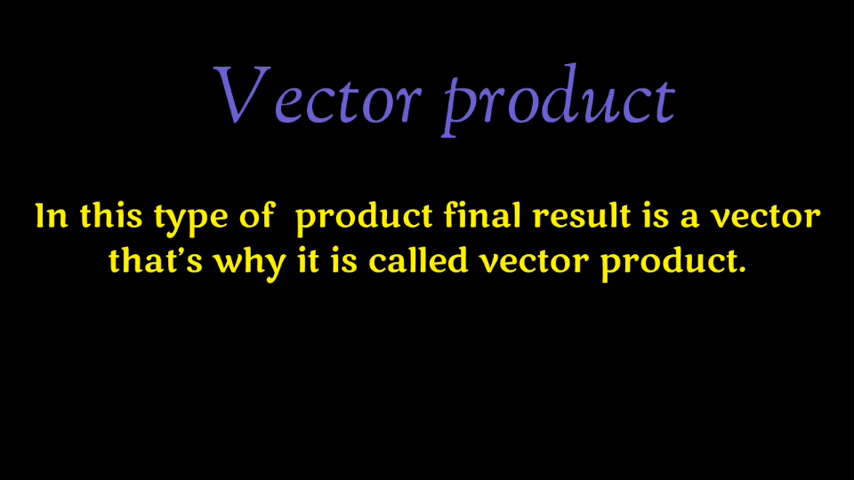 Vector product
In this type of  product final result is a vector
that's why it is called vector product.